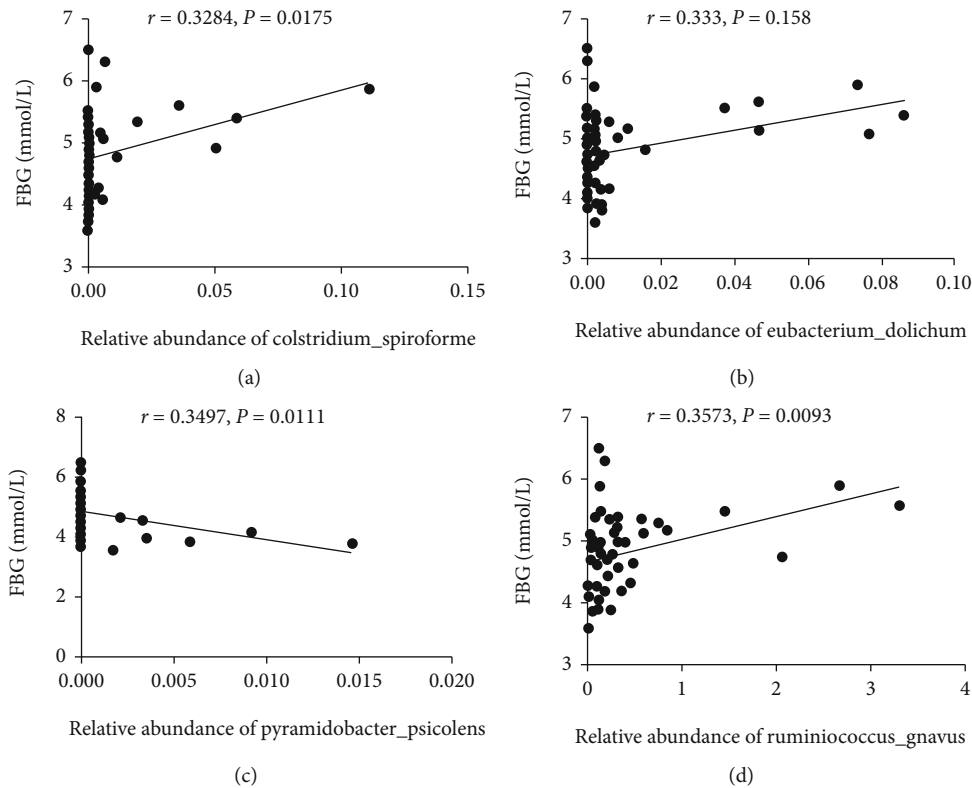 r = 0.3284, P = 0.0175
7
6
5
4
3
FBG (mmol/L)
0.00
0.05
0.10
0.15
Relative abundance of colstridium_spiroforme
(a)
r = 0.333, P = 0.158
7
6
5
4
3
FBG (mmol/L)
0.00
0.02
0.04
0.06
0.08
0.10
Relative abundance of eubacterium_dolichum
(b)
r = 0.3497, P = 0.0111
8
6
4
2
0
FBG (mmol/L)
0.000
0.005
0.010
0.015
0.020
Relative abundance of pyramidobacter_psicolens
(c)
r = 0.3573, P = 0.0093
7
6
5
4
3
FBG (mmol/L)
0
1
2
3
4
Relative abundance of ruminiococcus_gnavus
(d)